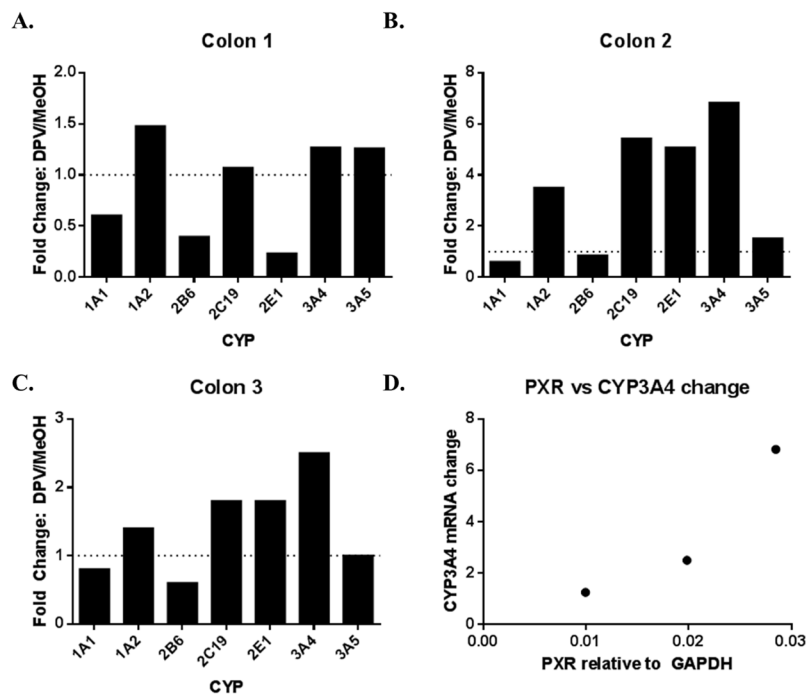 A.
Colon 1
Fold Change: DPV/MeOH
2.0
1.5
1.0
0.5
0.0
1A1
1A2
2B6
2C19
2E1
3A4
3A5
CYP
B.
Colon 2
Fold Change: DPV/MeOH
8
6
4
2
0
1A1
1A2
2B6
2C19
2E1
3A4
3A5
CYP
C.
Colon 3
Fold Change: DPV/MeOH
3
2
1
0
1A1
1A2
2B6
2C19
2E1
3A4
3A5
CYP
D.
PXR vs CYP3A4 change
CYP3A4 mRNA change
8
6
4
2
0
0.00
0.01
0.02
0.03
PXR relative to GAPDH